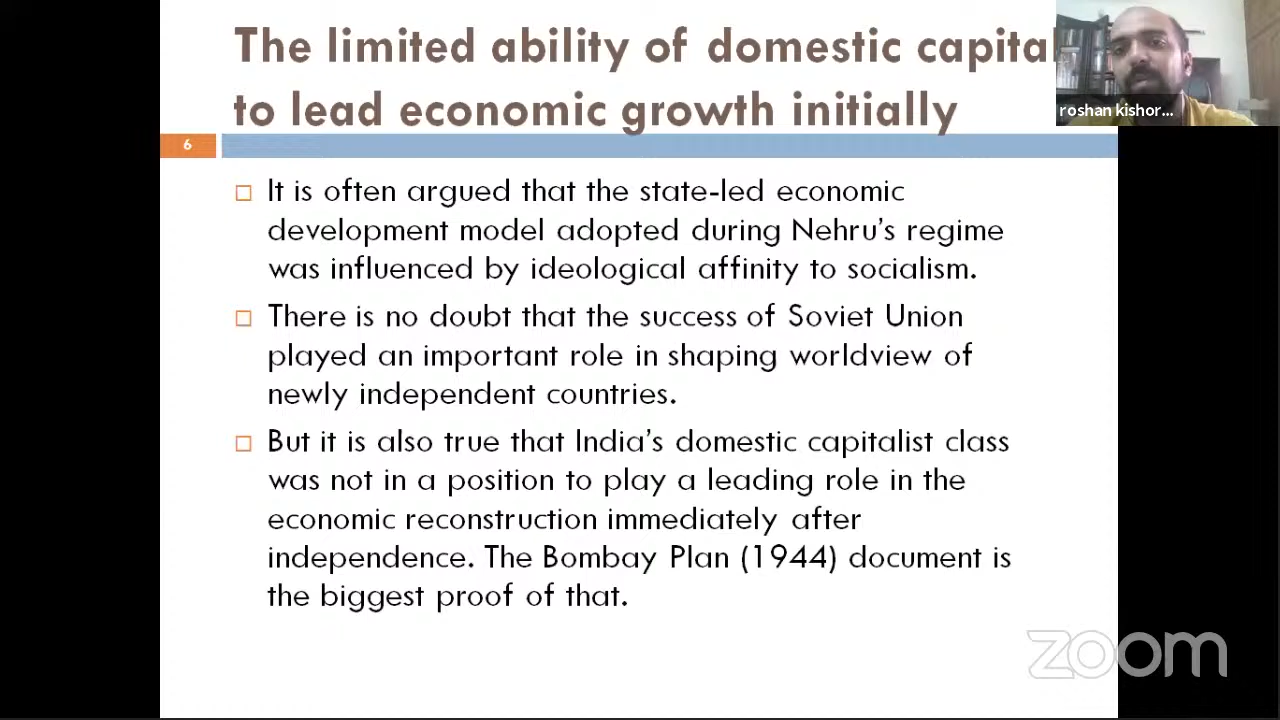 The limited ability of domestic capital
to lead economic growth initially
roshan kishor...
6
□ It is often argued that the state-led economic
development model adopted during Nehru's regime
was influenced by ideological affinity to socialism.
□ There is no doubt that the success of Soviet Union
played an important role in shaping worldview of
newly independent countries.
□ But it is also true that India's domestic capitalist class
was not in a position to play a leading role in the
economic reconstruction immediately after
independence. The Bombay Plan (1944) document is
the biggest proof of that.
zoom